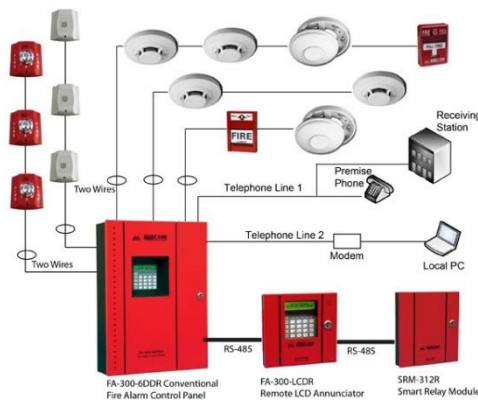 FIRE
Receiving
Station
Premise
Phone
FIRE
Two Wires
Telephone Line 1
Telephone Line 2
Modem
Local PC
Two Wires
RS-485
RS-485
FA-300-6DDR Conventional
Fire Alarm Control Panel
FA-300-LCDR
Remote LCD Annunciator
SRM-312R
Smart Relay Module